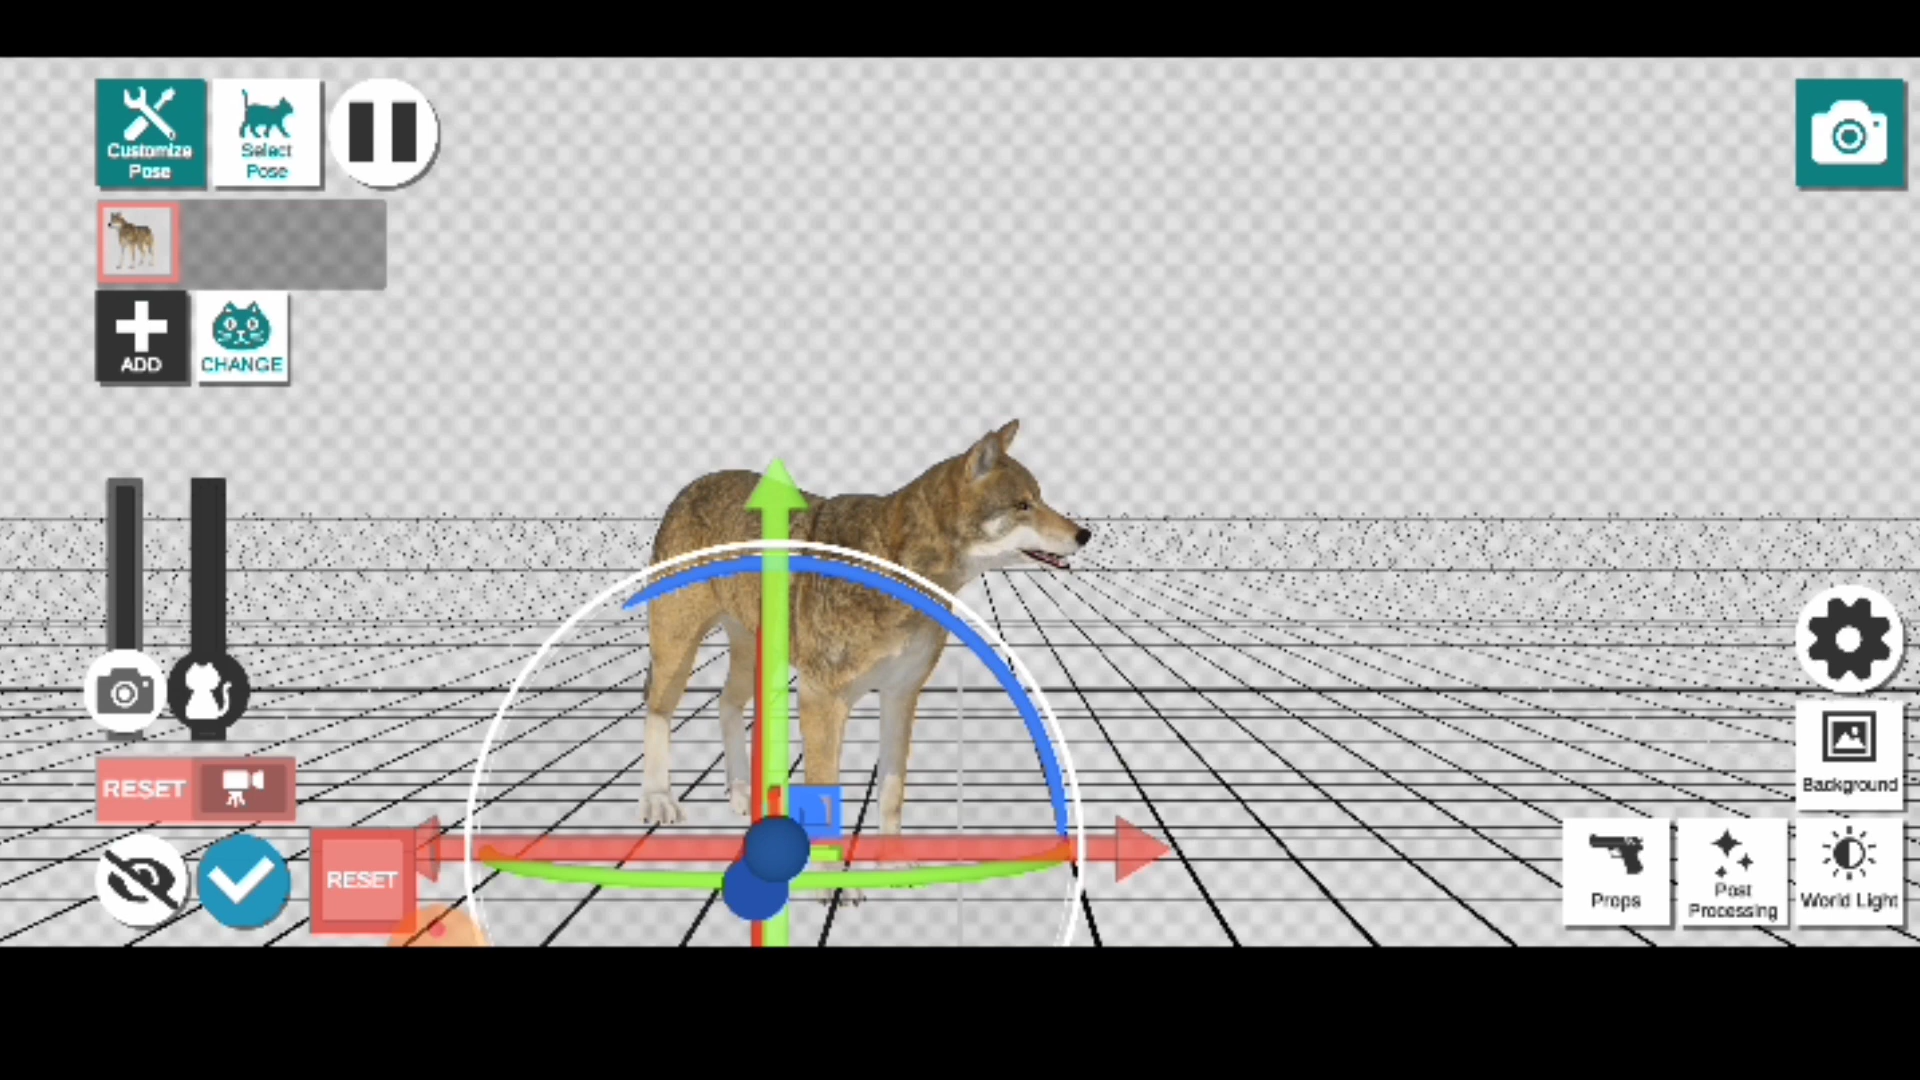 Customize
Pose
Select
Pose
ADD
CHANGE
RESET
RESET
Background
Props
Post
Processing
World Light